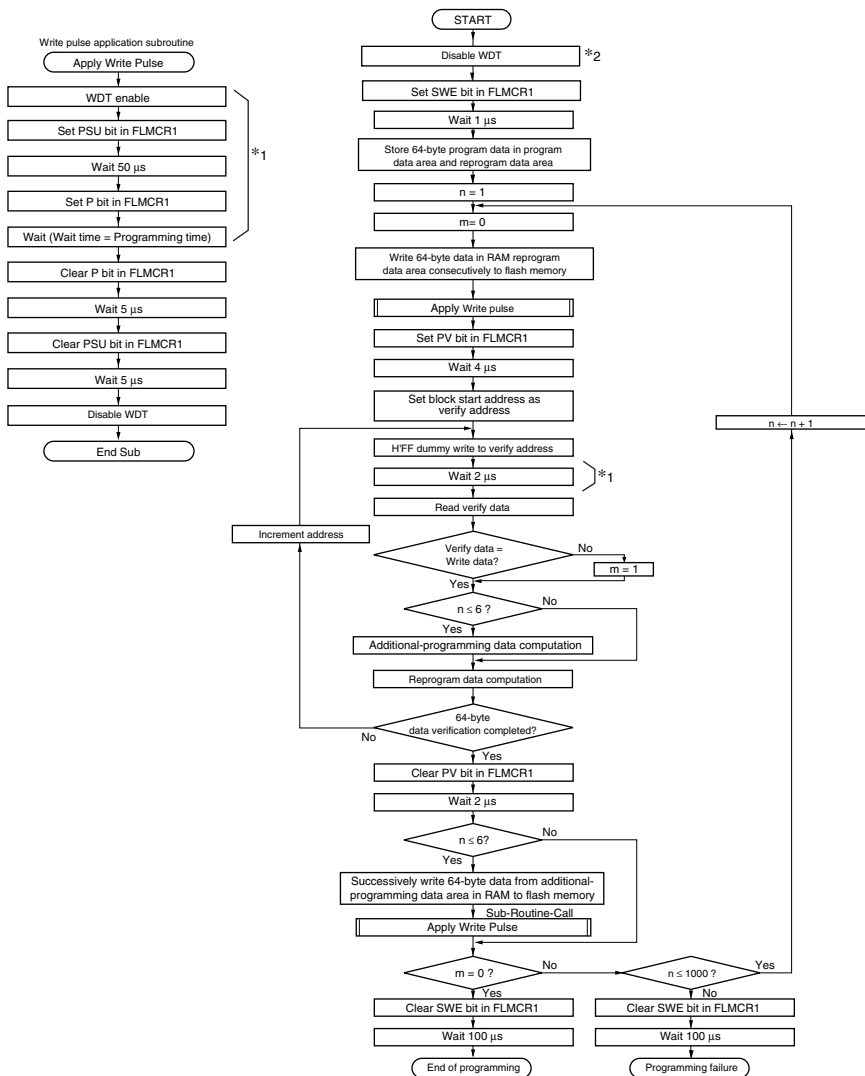 Write pulse application subroutine
Apply Write Pulse
WDT enable
Set PSU bit in FLMCR1
Wait 50 μs
Set P bit in FLMCR1
Wait (Wait time = Programming time)
*1
Clear P bit in FLMCR1
Wait 5 μs
Clear PSU bit in FLMCR1
Wait 5 μs
Disable WDT
End Sub
START
Disable WDT
*2
Set SWE bit in FLMCR1
Wait 1 μs
Store 64-byte program data in program
data area and reprogram data area
n = 1
m= 0
Write 64-byte data in RAM reprogram
data area consecutively to flash memory
Apply Write pulse
Set PV bit in FLMCR1
Wait 4 μs
Set block start address as
verify address
n ← n + 1
H'FF dummy write to verify address
Wait 2 μs
*1
Read verify data
Increment address
Verify data =
Write data?
No
m = 1
Yes
n ≤ 6 ?
No
Yes
Additional-programming data computation
Reprogram data computation
64-byte
data verification completed?
No
Yes
Clear PV bit in FLMCR1
Wait 2 μs
n ≤ 6?
No
Yes
Successively write 64-byte data from additional-
programming data area in RAM to flash memory
Sub-Routine-Call
Apply Write Pulse
m = 0 ?
No
n ≤ 1000 ?
Yes
Yes
No
Clear SWE bit in FLMCR1
Clear SWE bit in FLMCR1
Wait 100 μs
Wait 100 μs
End of programming
Programming failure